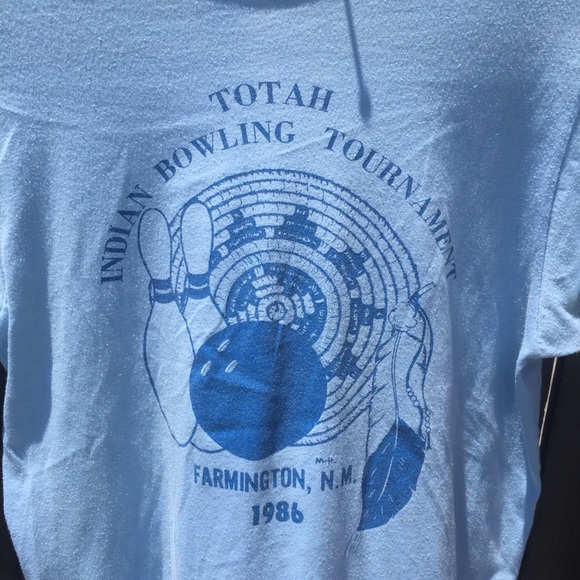 TOTAH
INDIAN BOWLING TOURNAMENT
M.H.
FARMINGTON, N.M.
1986